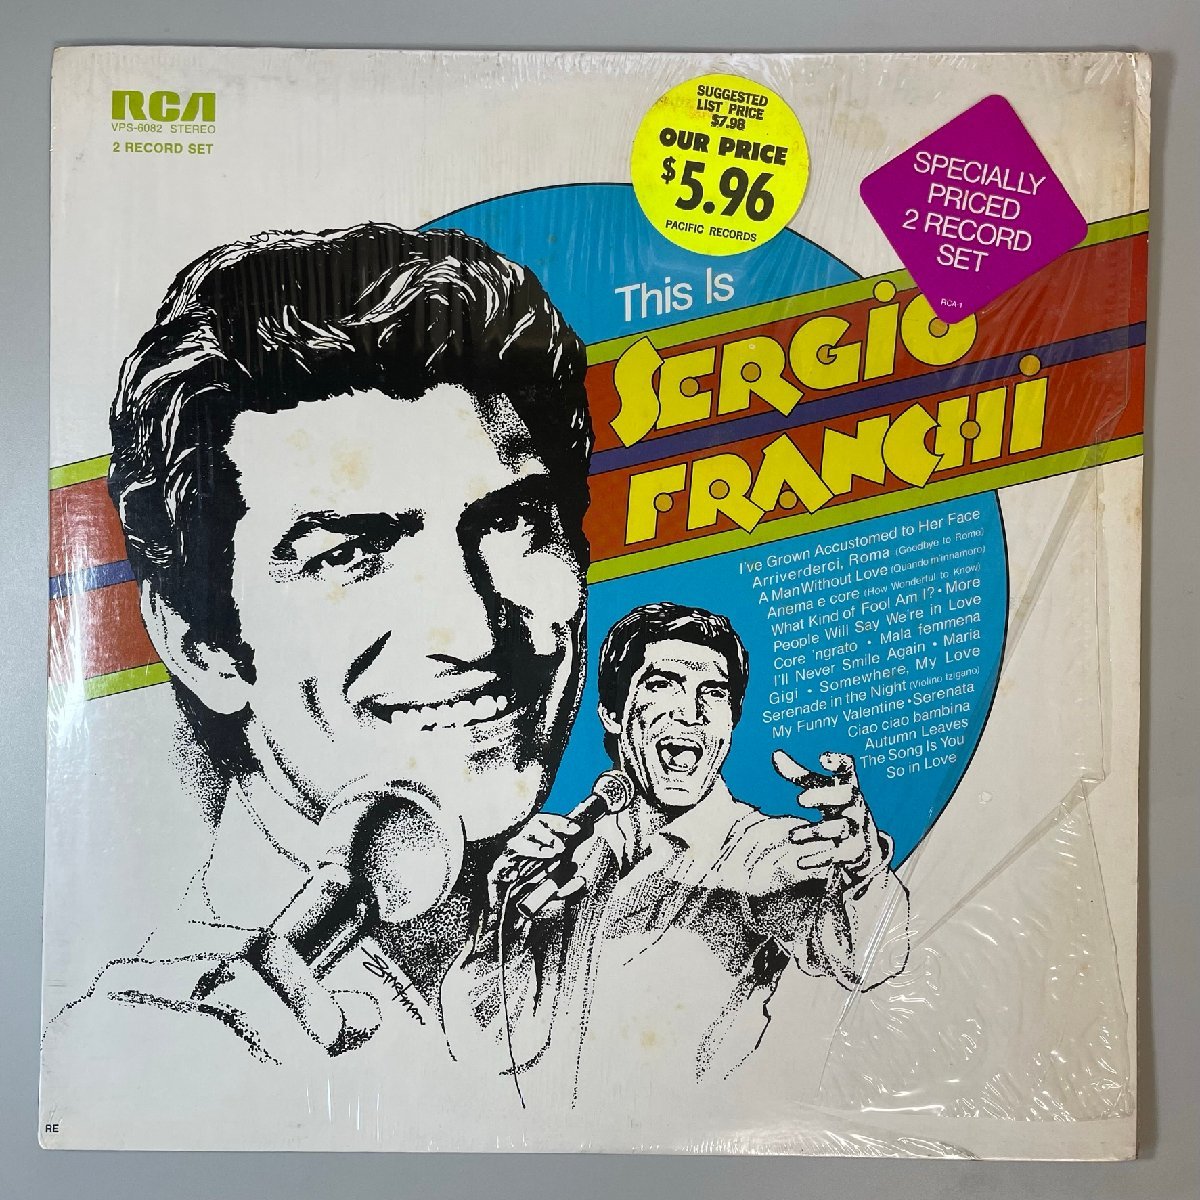 RCA
VPS-6082 STEREO
2 RECORD SET
SUGGESTED
LIST PRICE
$7.98
OUR PRICE
$5.96
PACIFIC RECORDS
SPECIALLY
PRICED
2 RECORD
SET
RCA 1
This Is
SERGiO
FRANCHi
I've Grown Accustomed to Her Face
Arriverderci, Roma (Goodbye to Rome)
A Man Without Love (Quando m'innamoro)
Anema e core (How Wonderful to Know)
What Kind of Fool Am I? • More
People Will Say We're in Love
Core 'ngrato • Mala femmena
I'll Never Smile Again • Maria
Gigi • Somewhere, My Love
Serenade in the Night (Violino tzigano)
My Funny Valentine • Serenata
Ciao ciao bambina
Autumn Leaves
The Song Is You
So in Love
RE